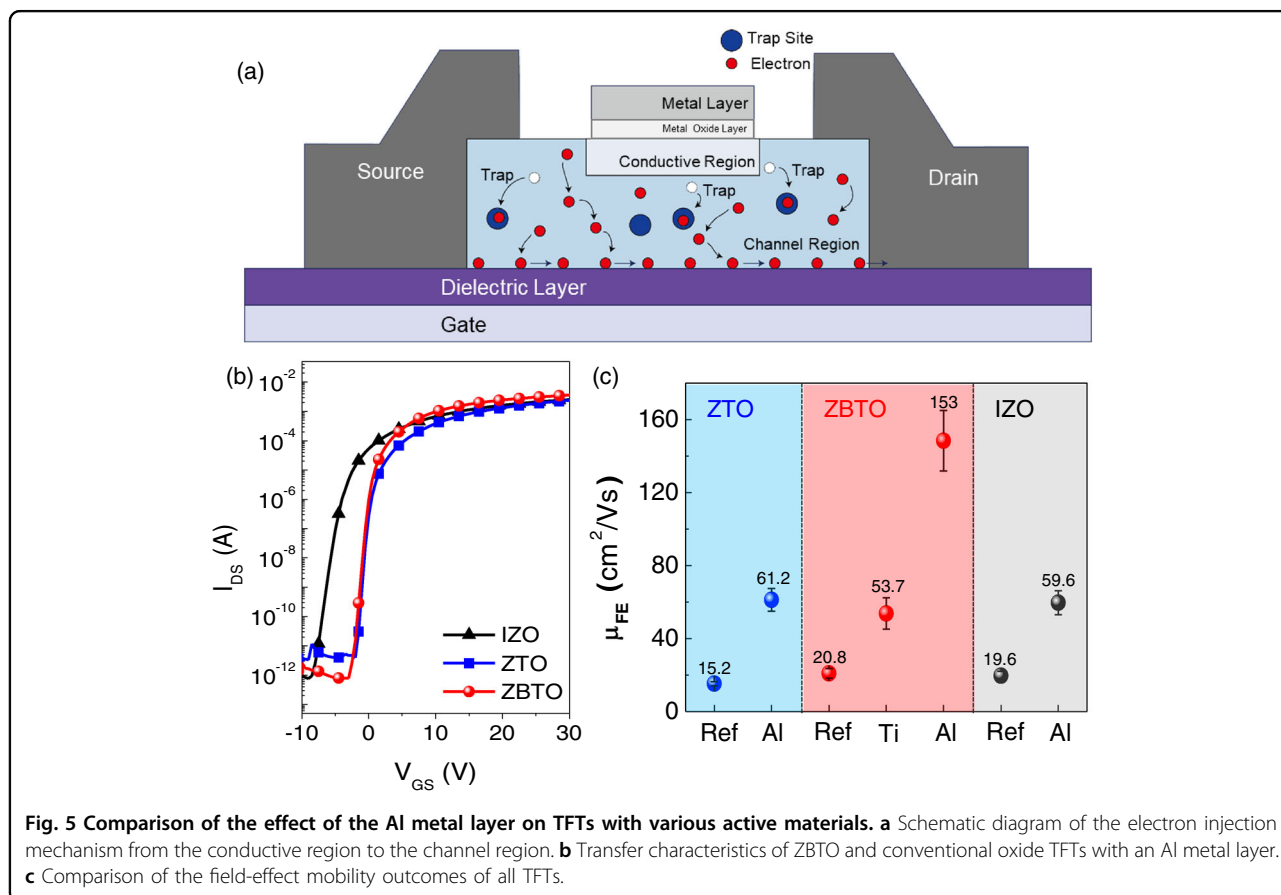 (a)
Trap Site
Electron
Metal Layer
Metal Oxide Layer
Conductive Region
Source
Trap
Trap
Trap
Drain
Channel Region
Dielectric Layer
Gate
(b)
10⁻²
10⁻⁴
10⁻⁶
10⁻⁸
10⁻¹⁰
10⁻¹²
I_DS (A)
IZO
ZTO
ZBTO
-10 0 10 20 30
V_GS (V)
(c)
ZTO ZBTO IZO
160
120
80
40
0
μ_FE (cm²/Vs)
15.2
61.2
20.8
53.7
153
19.6
59.6
Ref Al Ref Ti Al Ref Al
Fig. 5 Comparison of the effect of the Al metal layer on TFTs with various active materials. a Schematic diagram of the electron injection
mechanism from the conductive region to the channel region. b Transfer characteristics of ZBTO and conventional oxide TFTs with an Al metal layer.
c Comparison of the field-effect mobility outcomes of all TFTs.